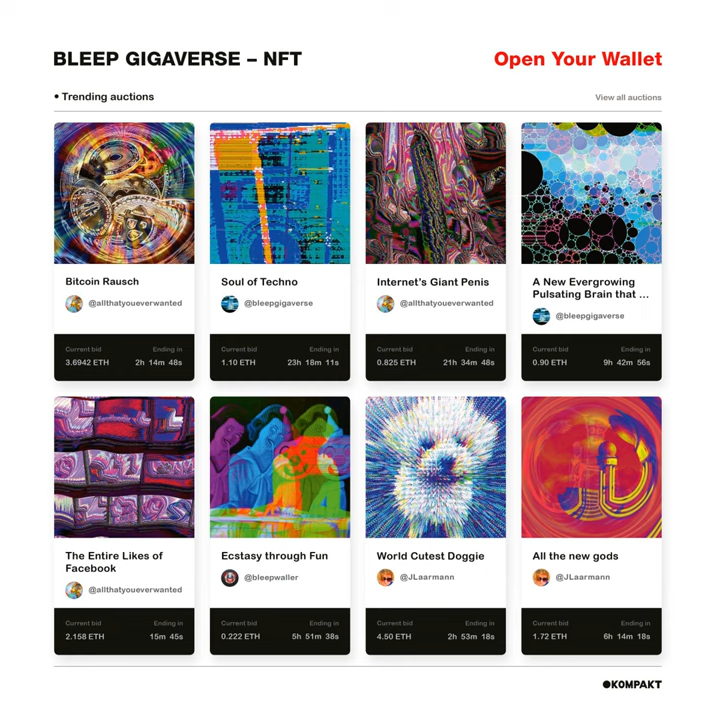 BLEEP GIGAVERSE – NFT
Open Your Wallet
• Trending auctions
View all auctions
Bitcoin Rausch
@allthatyoueverwanted
Current bid
Ending in
3.6942 ETH
2h 14m 48s
Soul of Techno
@bleepgigaverse
Current bid
Ending in
1.10 ETH
23h 18m 11s
Internet's Giant Penis
@allthatyoueverwanted
Current bid
Ending in
0.825 ETH
21h 34m 48s
A New Evergrowing
Pulsating Brain that ...
@bleepgigaverse
Current bid
Ending in
0.90 ETH
9h 42m 56s
The Entire Likes of
Facebook
@allthatyoueverwanted
Current bid
Ending in
2.158 ETH
15m 45s
Ecstasy through Fun
@bleepwaller
Current bid
Ending in
0.222 ETH
5h 51m 38s
World Cutest Doggie
@JLaarmann
Current bid
Ending in
4.50 ETH
2h 53m 18s
All the new gods
@JLaarmann
Current bid
Ending in
1.72 ETH
6h 14m 18s
KOMPAKT